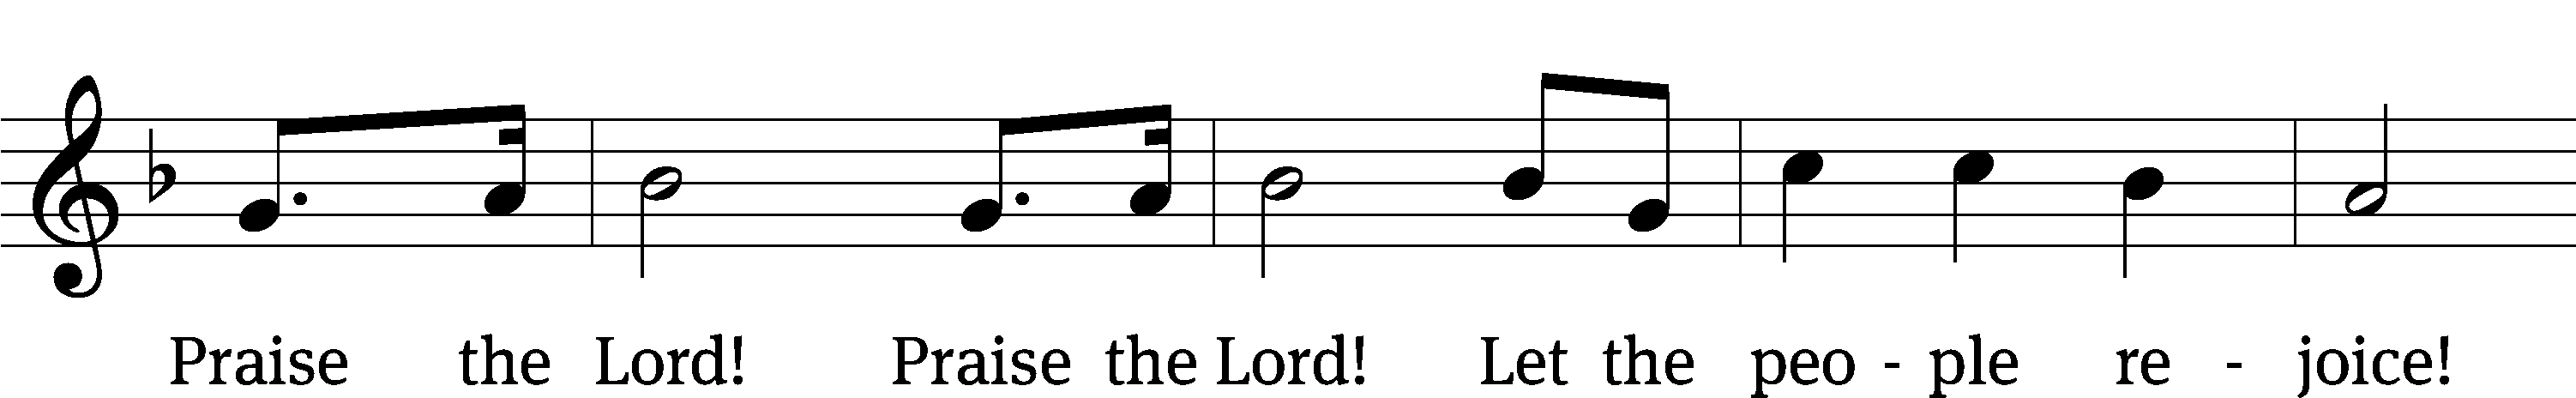 Praise the Lord! Praise the Lord! Let the peo - ple re - joice!